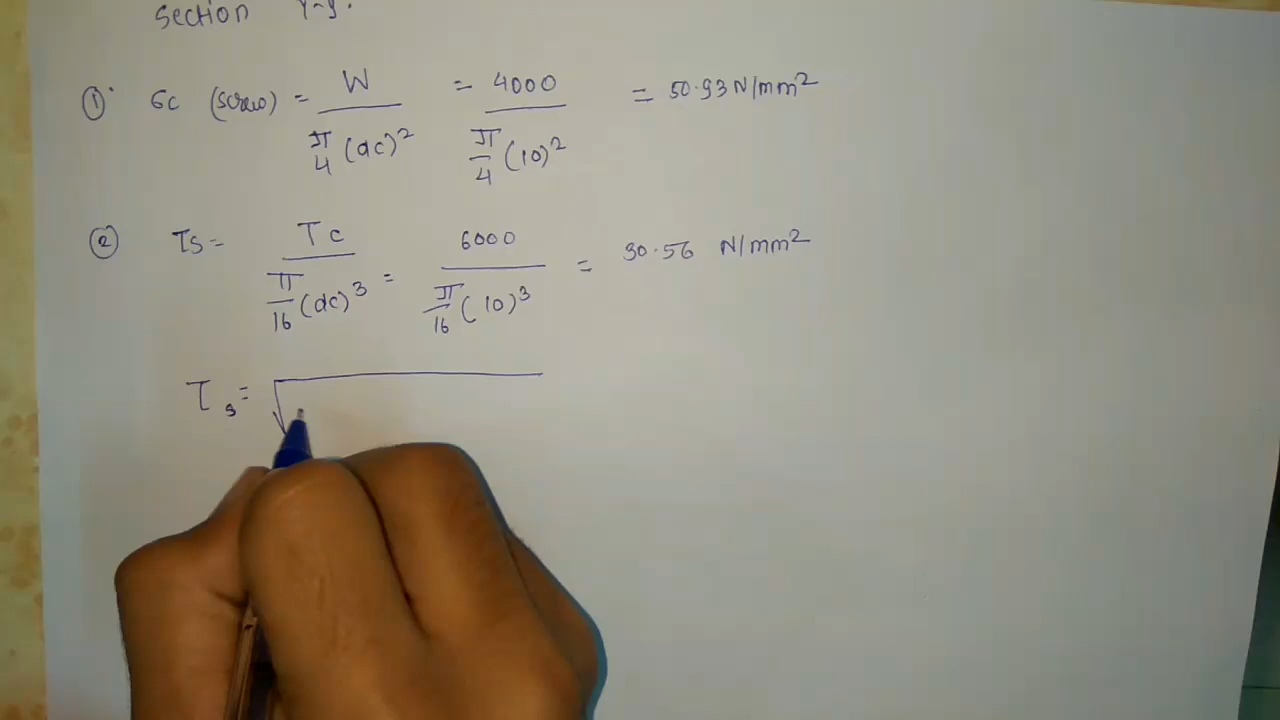 Section Y-Y.
① σc (screw) = W / π/4 (dc)² = 4000 / π/4 (10)² = 50.93 N/mm²
② τs = Tc / π/16 (dc)³ = 6000 / π/16 (10)³ = 30.56 N/mm²
τs = √